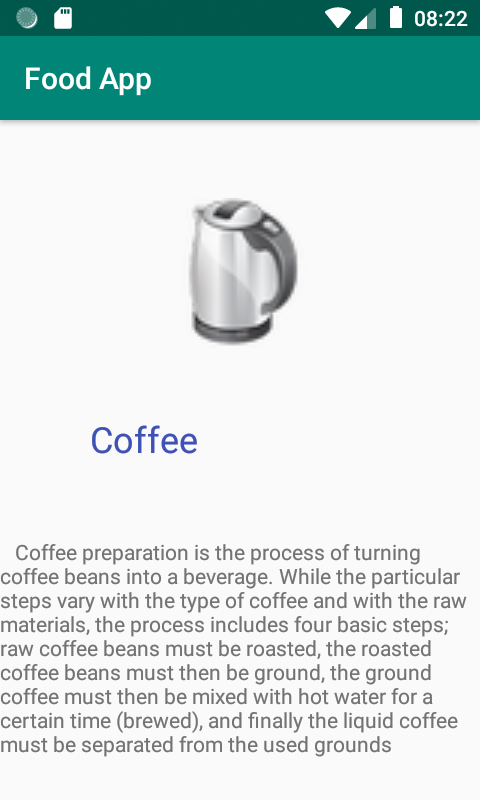 08:22
Food App
Coffee
Coffee preparation is the process of turning
coffee beans into a beverage. While the particular
steps vary with the type of coffee and with the raw
materials, the process includes four basic steps;
raw coffee beans must be roasted, the roasted
coffee beans must then be ground, the ground
coffee must then be mixed with hot water for a
certain time (brewed), and finally the liquid coffee
must be separated from the used grounds